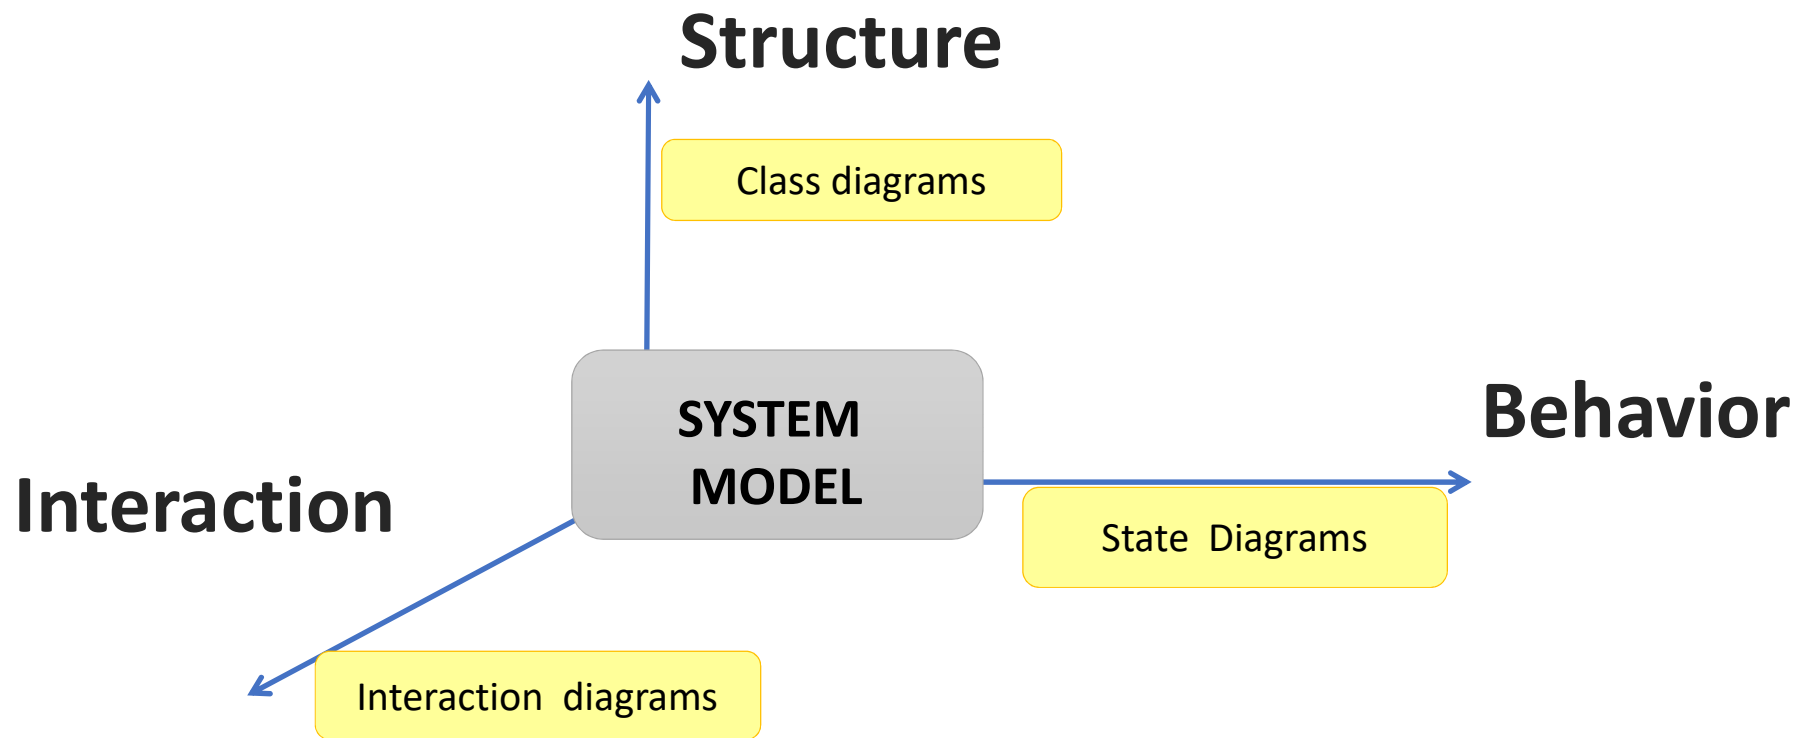 Structure
Class diagrams
SYSTEM
MODEL
Behavior
Interaction
State  Diagrams
Interaction  diagrams